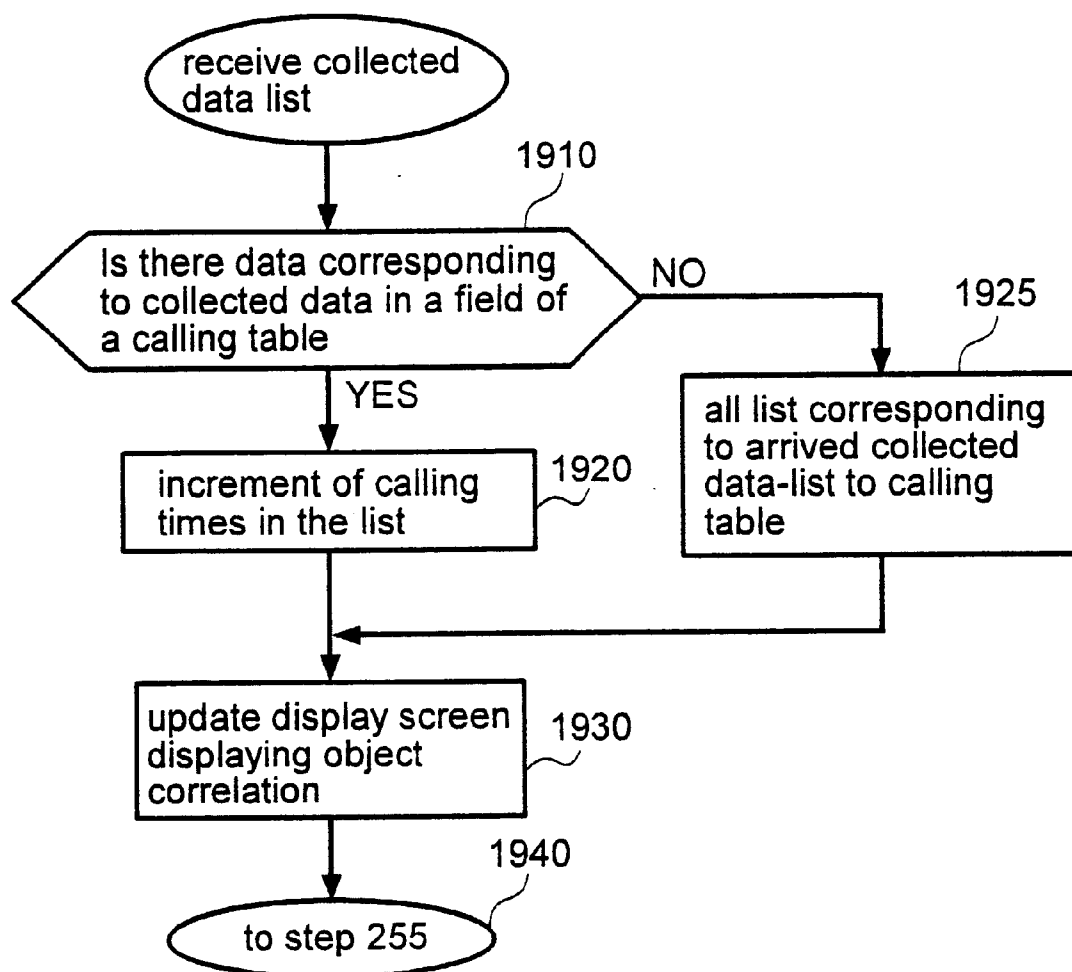 receive collected
data list
1910
Is there data corresponding
to collected data in a field of
a calling table
NO
1925
YES
all list corresponding
to arrived collected
data-list to calling
table
1920
increment of calling
times in the list
update display screen
displaying object
correlation
1930
1940
to step 255